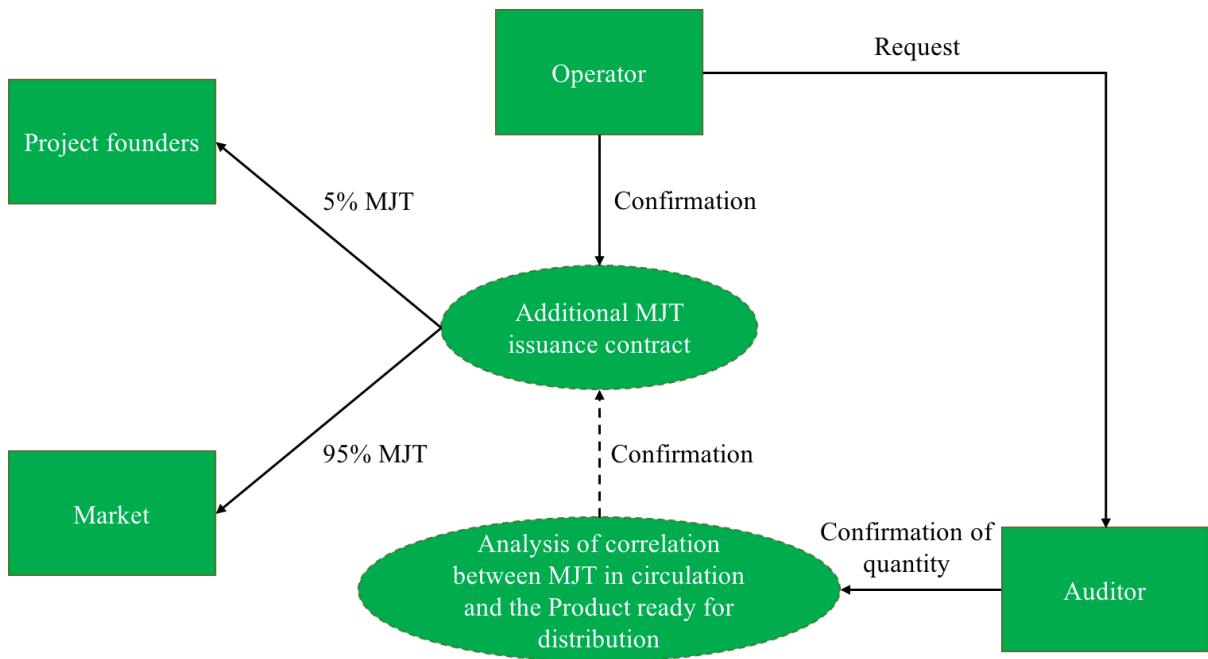 Operator
Request
Project founders
5% MJT
Confirmation
Additional MJT
issuance contract
95% MJT
Confirmation
Market
Analysis of correlation
between MJT in circulation
and the Product ready for
distribution
Confirmation of
quantity
Auditor